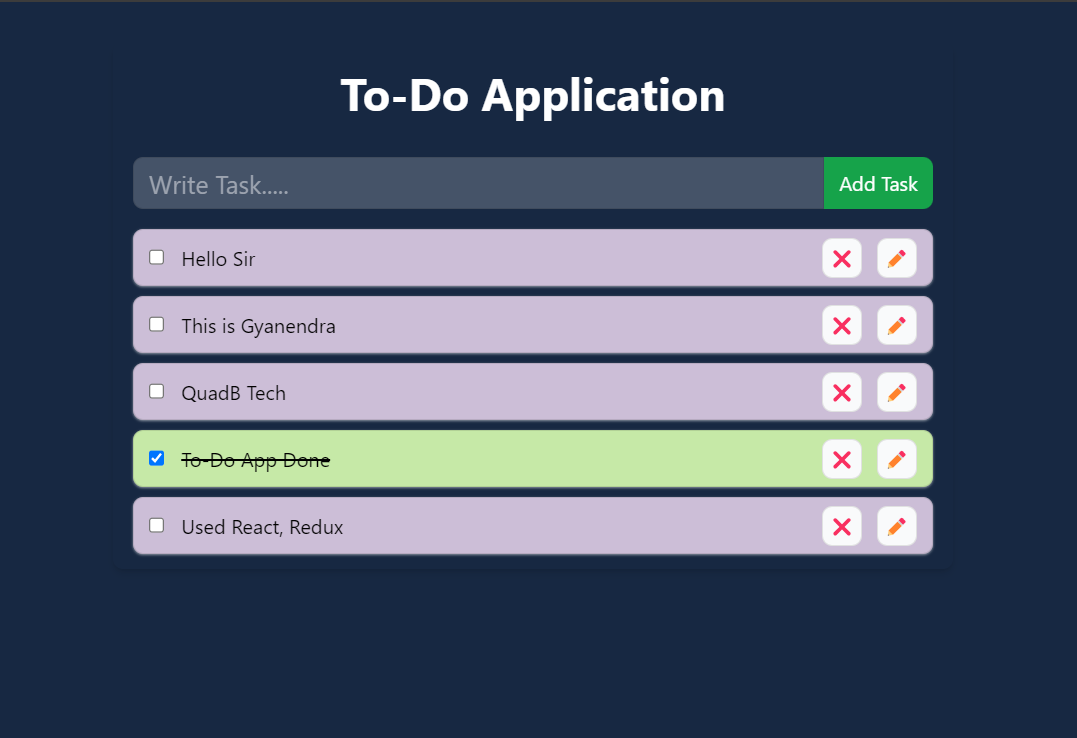 To-Do Application
Write Task.....
Add Task
Hello Sir
This is Gyanendra
QuadB Tech
To-Do App Done
Used React, Redux